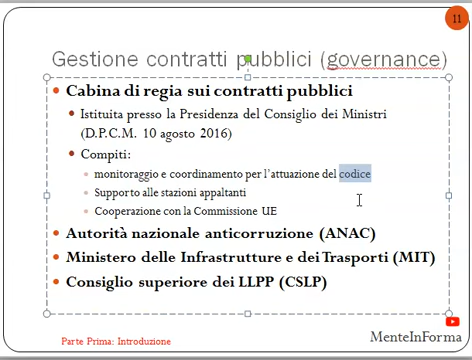 11
Gestione contratti pubblici (governance)
Cabina di regia sui contratti pubblici
Istituita presso la Presidenza del Consiglio dei Ministri
(D.P.C.M. 10 agosto 2016)
Compiti:
monitoraggio e coordinamento per l'attuazione del codice
Supporto alle stazioni appaltanti
Cooperazione con la Commissione UE
Autorità nazionale anticorruzione (ANAC)
Ministero delle Infrastrutture e dei Trasporti (MIT)
Consiglio superiore dei LLPP (CSLP)
Parte Prima: Introduzione
MenteInForma